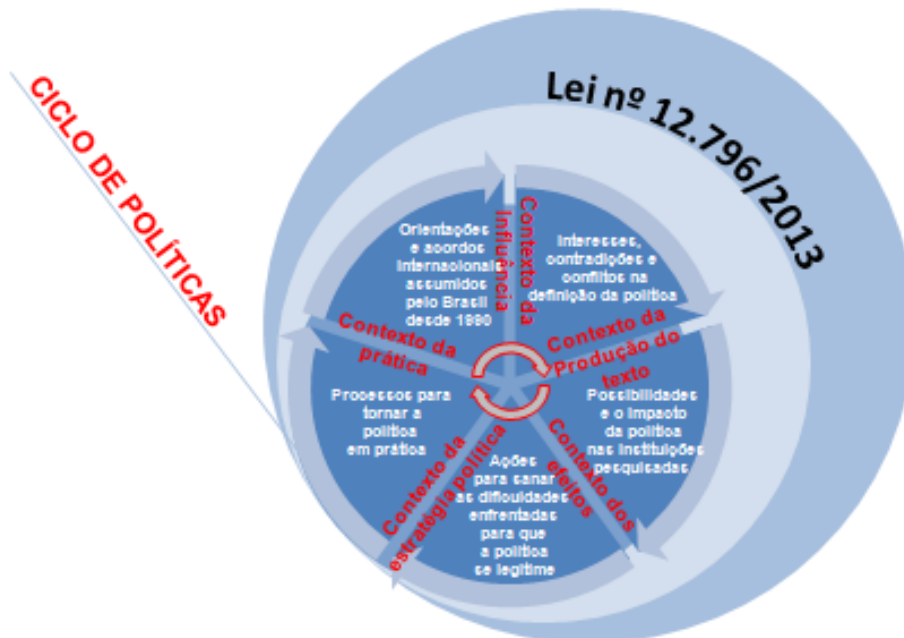 CICLO DE POLÍTICAS
Lei nº 12.796/2013
Contexto da
Influência
Orientações
e acordos
Internacionais
assumidos
pelo Brasil
desde 1990
Interesses,
contradições e
conflitos na
definição da política
Contexto da
Produção do
texto
Possibilidades
e o impacto
da política
nas instituições
pesquisadas
Contexto dos
efeitos
Ações
para sanar
as dificuldades
enfrentadas
para que
a política
se legitime
Contexto da
estratégia política
Processos para
tornar a
política
em prática
Contexto da
prática